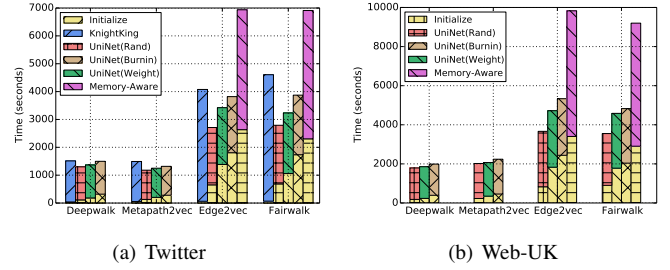 7000
6000
5000
4000
3000
2000
1000
0
Time (seconds)
Initialize
KnightKing
UniNet(Rand)
UniNet(Burnin)
UniNet(Weight)
Memory-Aware
Deepwalk Metapath2vec Edge2vec Fairwalk
(a) Twitter
10000
8000
6000
4000
2000
0
Time (seconds)
Initialize
UniNet(Rand)
UniNet(Burnin)
UniNet(Weight)
Memory-Aware
Deepwalk Metapath2vec Edge2vec Fairwalk
(b) Web-UK